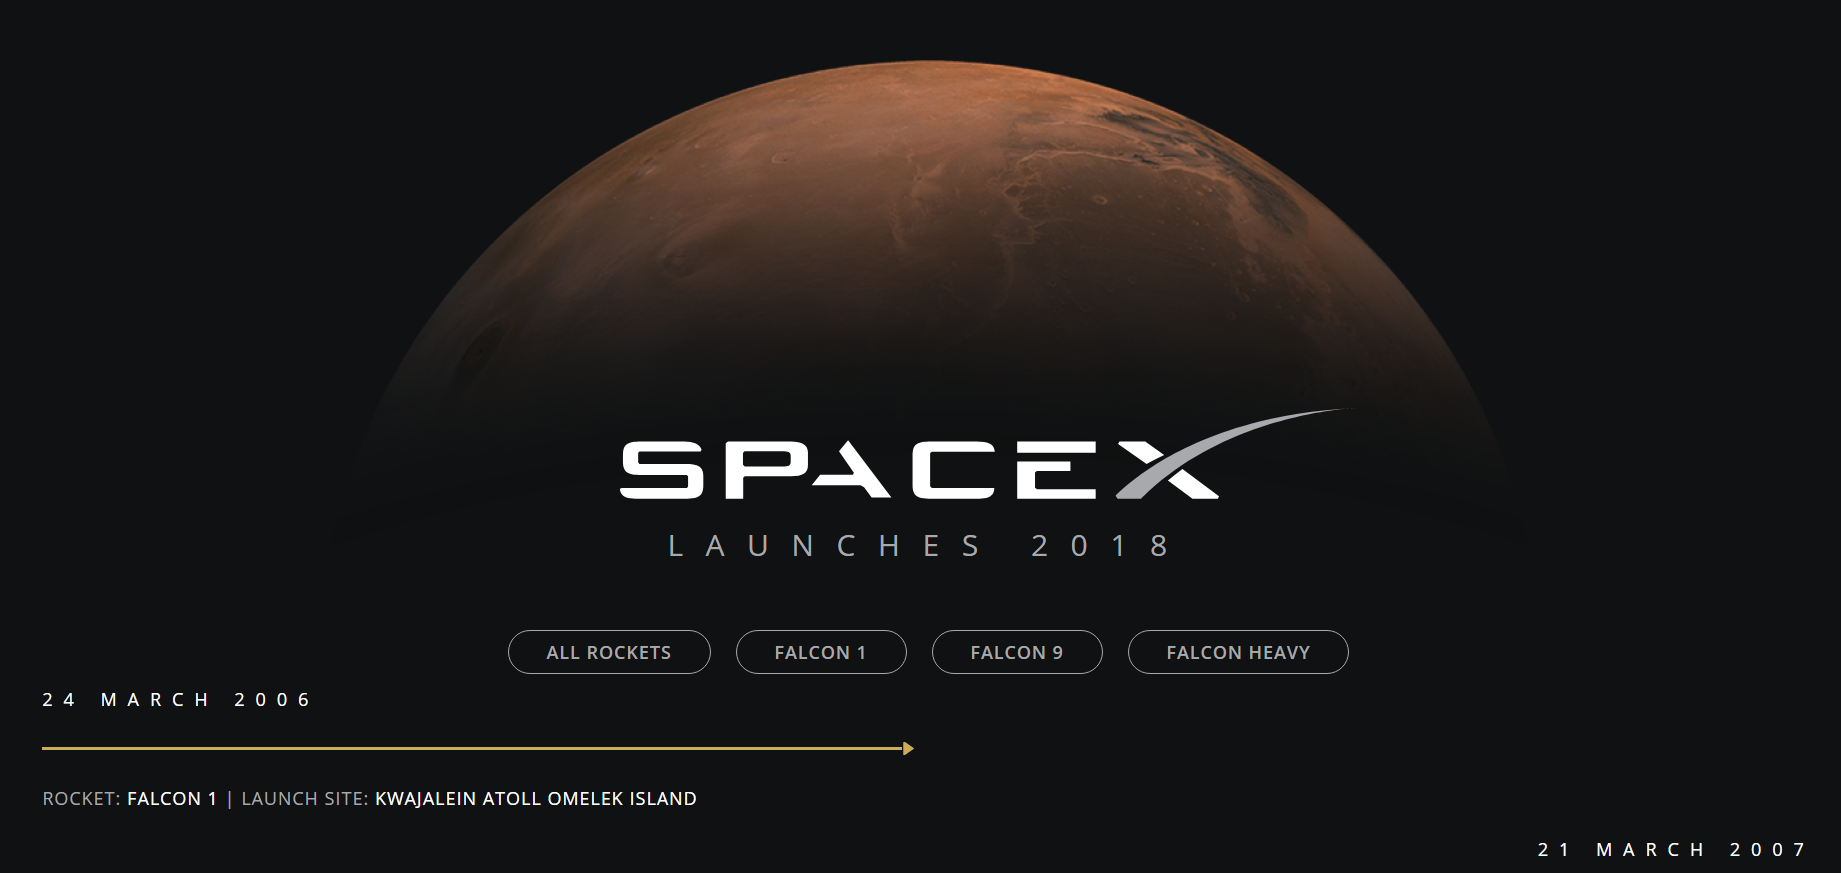 SPACEX
LAUNCHES 2018
ALL ROCKETS FALCON 1 FALCON 9 FALCON HEAVY
24 MARCH 2006
ROCKET: FALCON 1 | LAUNCH SITE: KWAJALEIN ATOLL OMELEK ISLAND
21 MARCH 2007